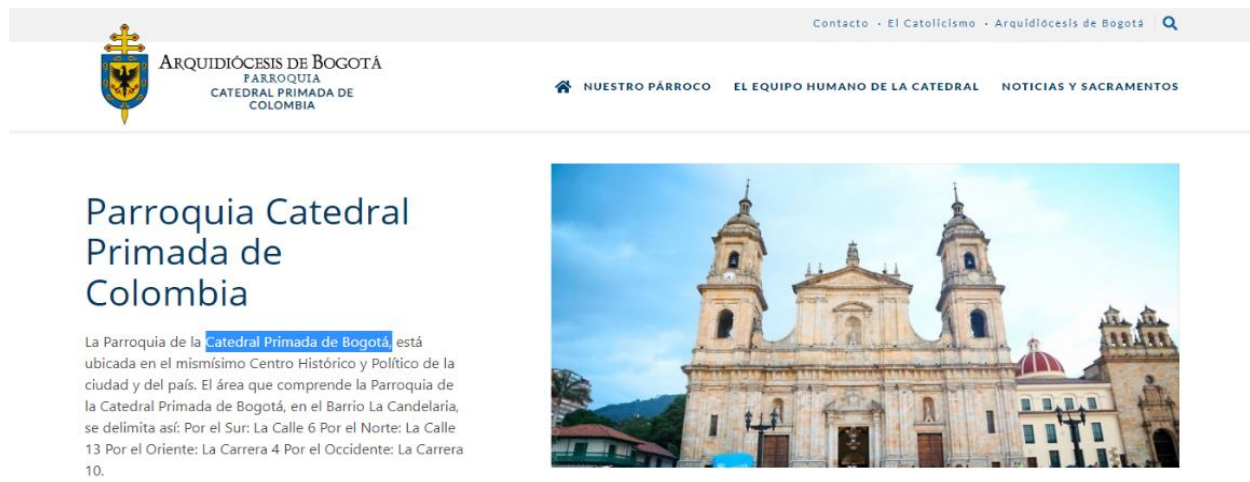 Contacto • El Catolicismo • Arquidiócesis de Bogotá
ARQUIDIÓCESIS DE BOGOTÁ
PARROQUIA
CATEDRAL PRIMADA DE
COLOMBIA
NUESTRO PÁRROCO EL EQUIPO HUMANO DE LA CATEDRAL NOTICIAS Y SACRAMENTOS
Parroquia Catedral
Primada de
Colombia
La Parroquia de la Catedral Primada de Bogotá, está
ubicada en el mismísimo Centro Histórico y Político de la
ciudad y del país. El área que comprende la Parroquia de
la Catedral Primada de Bogotá, en el Barrio La Candelaria,
se delimita así: Por el Sur: La Calle 6 Por el Norte: La Calle
13 Por el Oriente: La Carrera 4 Por el Occidente: La Carrera
10.